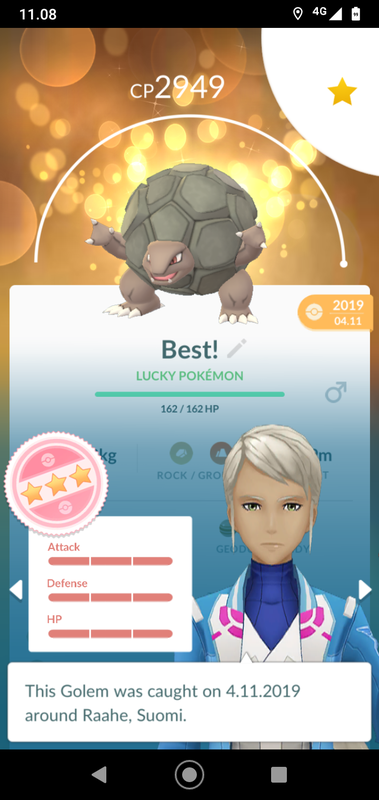 11.08
4G
CP2949
2019
04.11
Best!
LUCKY POKÉMON
162 / 162 HP
kg
ROCK / GRO
Attack
Defense
HP
This Golem was caught on 4.11.2019
around Raahe, Suomi.